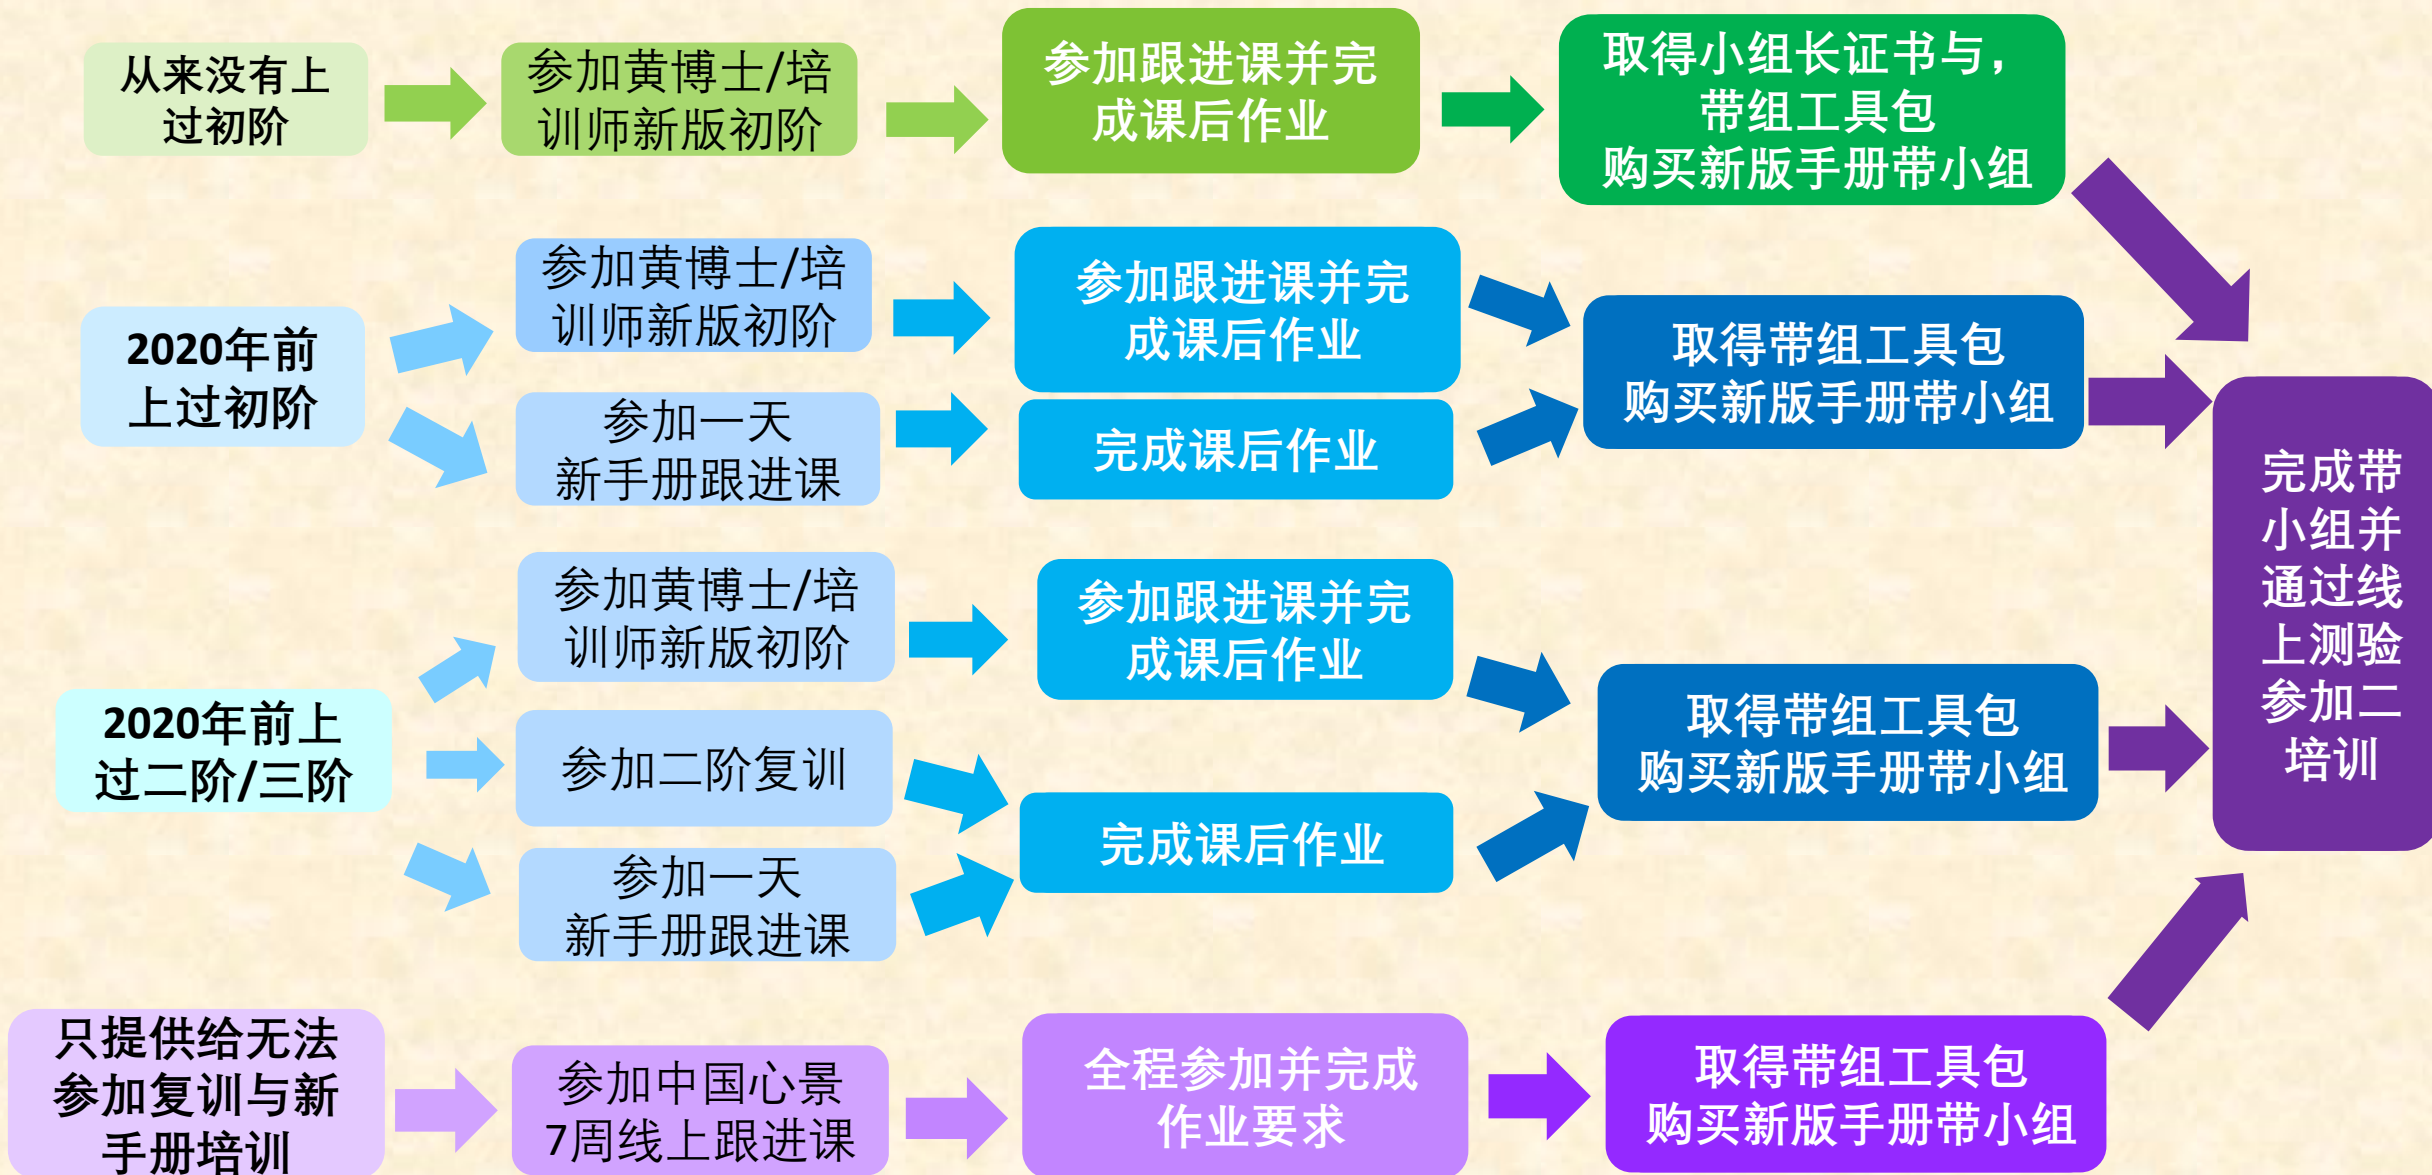 从来没有上
过初阶
参加黄博士/培
训师新版初阶
参加跟进课并完
成课后作业
取得小组长证书与，
带组工具包
购买新版手册带小组
2020年前
上过初阶
参加黄博士/培
训师新版初阶
参加跟进课并完
成课后作业
参加一天
新手册跟进课
完成课后作业
取得带组工具包
购买新版手册带小组
2020年前上
过二阶/三阶
参加黄博士/培
训师新版初阶
参加跟进课并完
成课后作业
参加二阶复训
参加一天
新手册跟进课
完成课后作业
取得带组工具包
购买新版手册带小组
只提供给无法
参加复训与新
手册培训
参加中国心景
7周线上跟进课
全程参加并完成
作业要求
取得带组工具包
购买新版手册带小组
完成带
小组并
通过线
上测验
参加二
培训